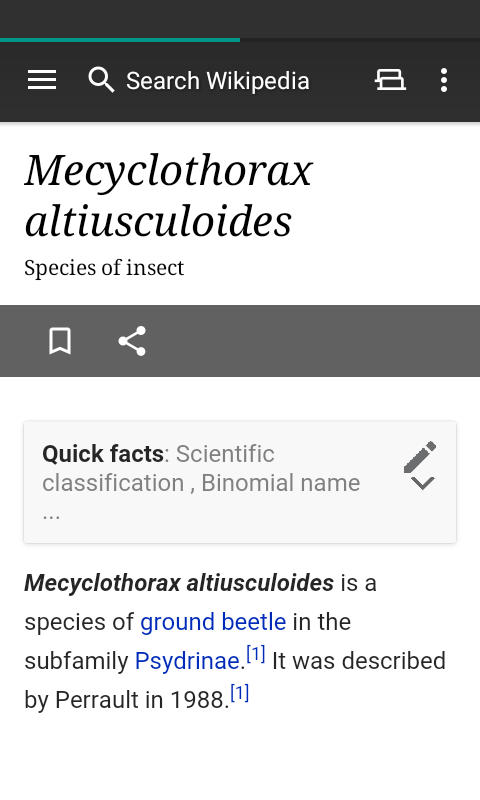 Search Wikipedia
Mecyclothorax
altiusculoides
Species of insect
Quick facts: Scientific
classification , Binomial name
...
Mecyclothorax altiusculoides is a
species of ground beetle in the
subfamily Psydrinae.[1] It was described
by Perrault in 1988.[1]